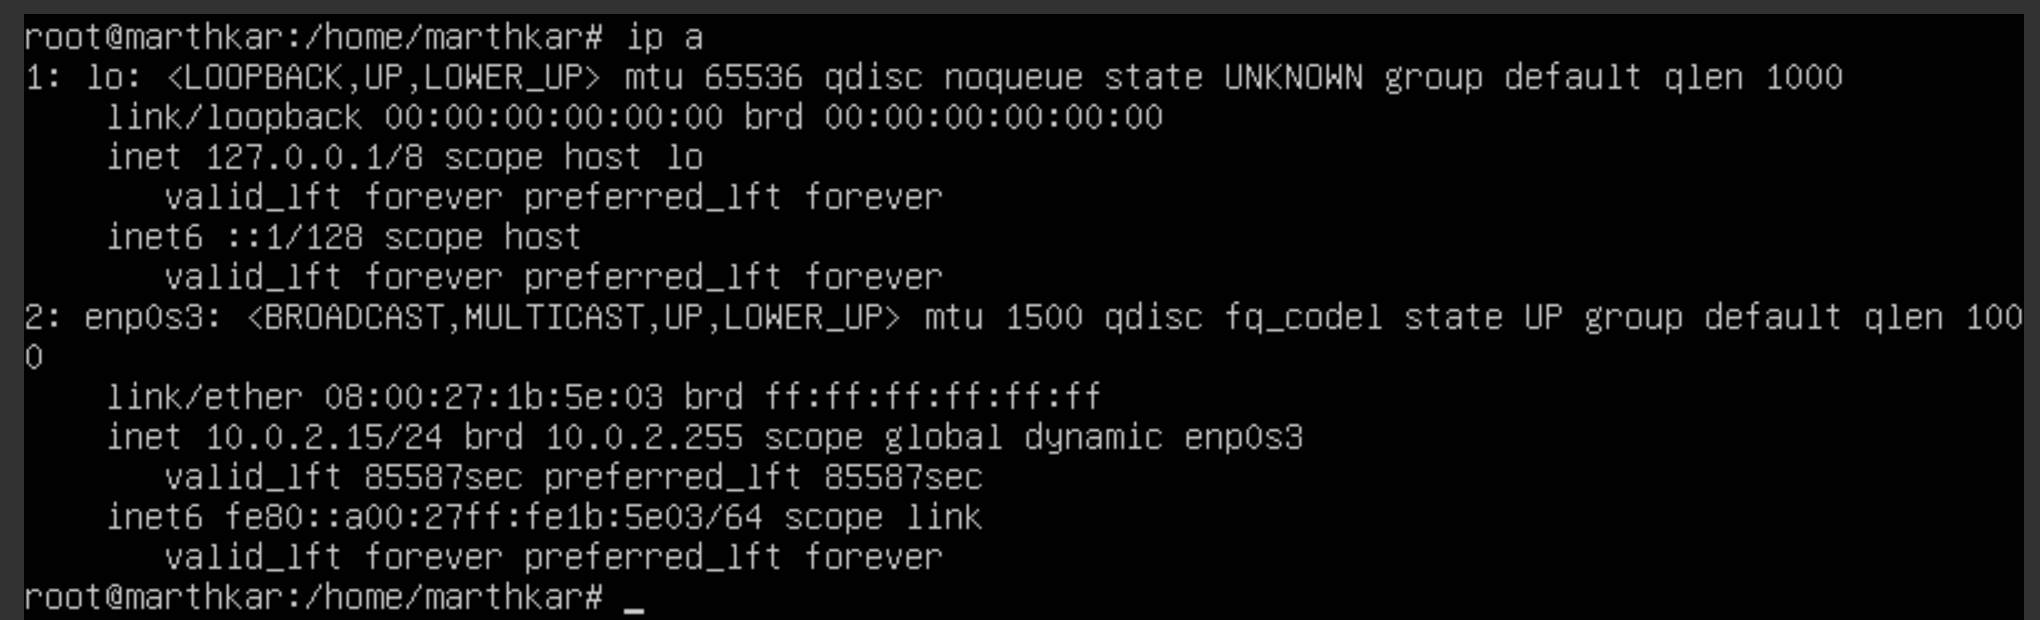 root@marthkar:/home/marthkar# ip a
1: lo: <LOOPBACK,UP,LOWER_UP> mtu 65536 qdisc noqueue state UNKNOWN group default qlen 1000
    link/loopback 00:00:00:00:00:00 brd 00:00:00:00:00:00
    inet 127.0.0.1/8 scope host lo
       valid_lft forever preferred_lft forever
    inet6 ::1/128 scope host
       valid_lft forever preferred_lft forever
2: enp0s3: <BROADCAST,MULTICAST,UP,LOWER_UP> mtu 1500 qdisc fq_codel state UP group default qlen 100
0
    link/ether 08:00:27:1b:5e:03 brd ff:ff:ff:ff:ff:ff
    inet 10.0.2.15/24 brd 10.0.2.255 scope global dynamic enp0s3
       valid_lft 85587sec preferred_lft 85587sec
    inet6 fe80::a00:27ff:fe1b:5e03/64 scope link
       valid_lft forever preferred_lft forever
root@marthkar:/home/marthkar# _